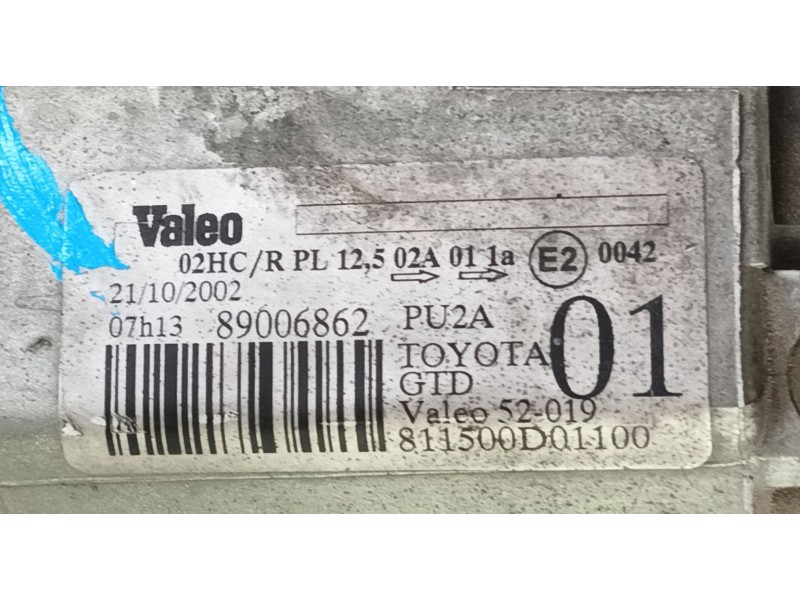 Valeo
02HC/R PL 12,5 02A 01 1a E2 0042
21/10/2002
07h13 89006862 PU2A
TOYOTA 01
GTD
Valeo 52-019
811500D01100